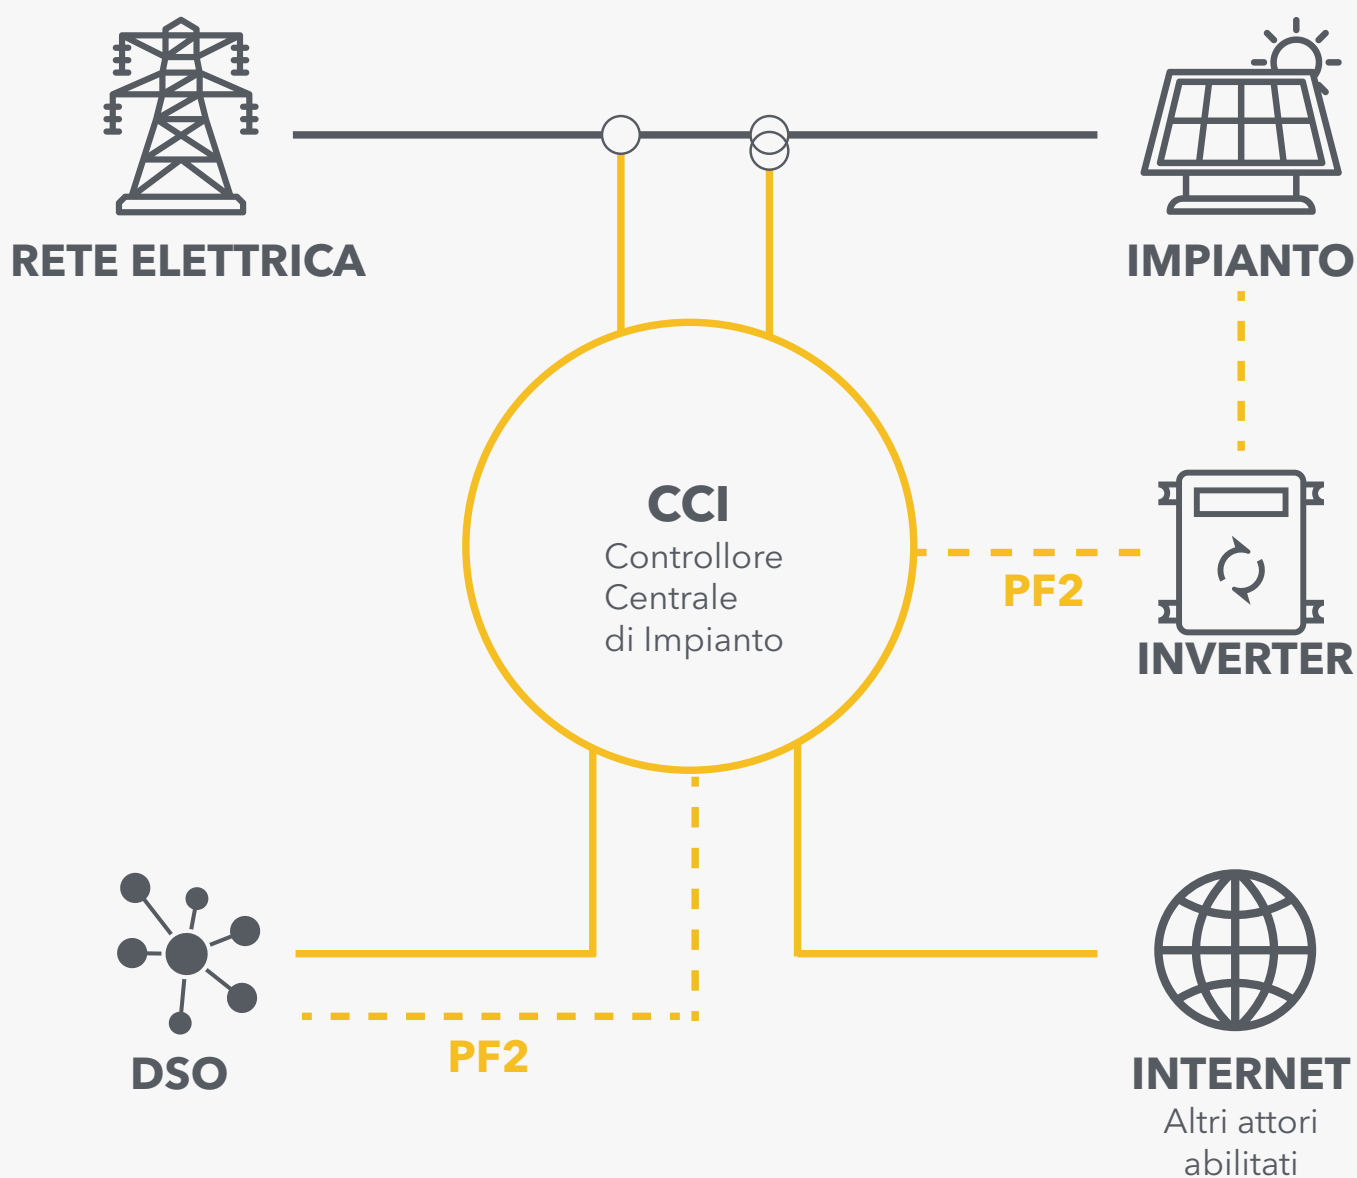 RETE ELETTRICA
IMPIANTO
CCI
Controllore
Centrale
di Impianto
PF2
INVERTER
PF2
DSO
INTERNET
Altri attori
abilitati